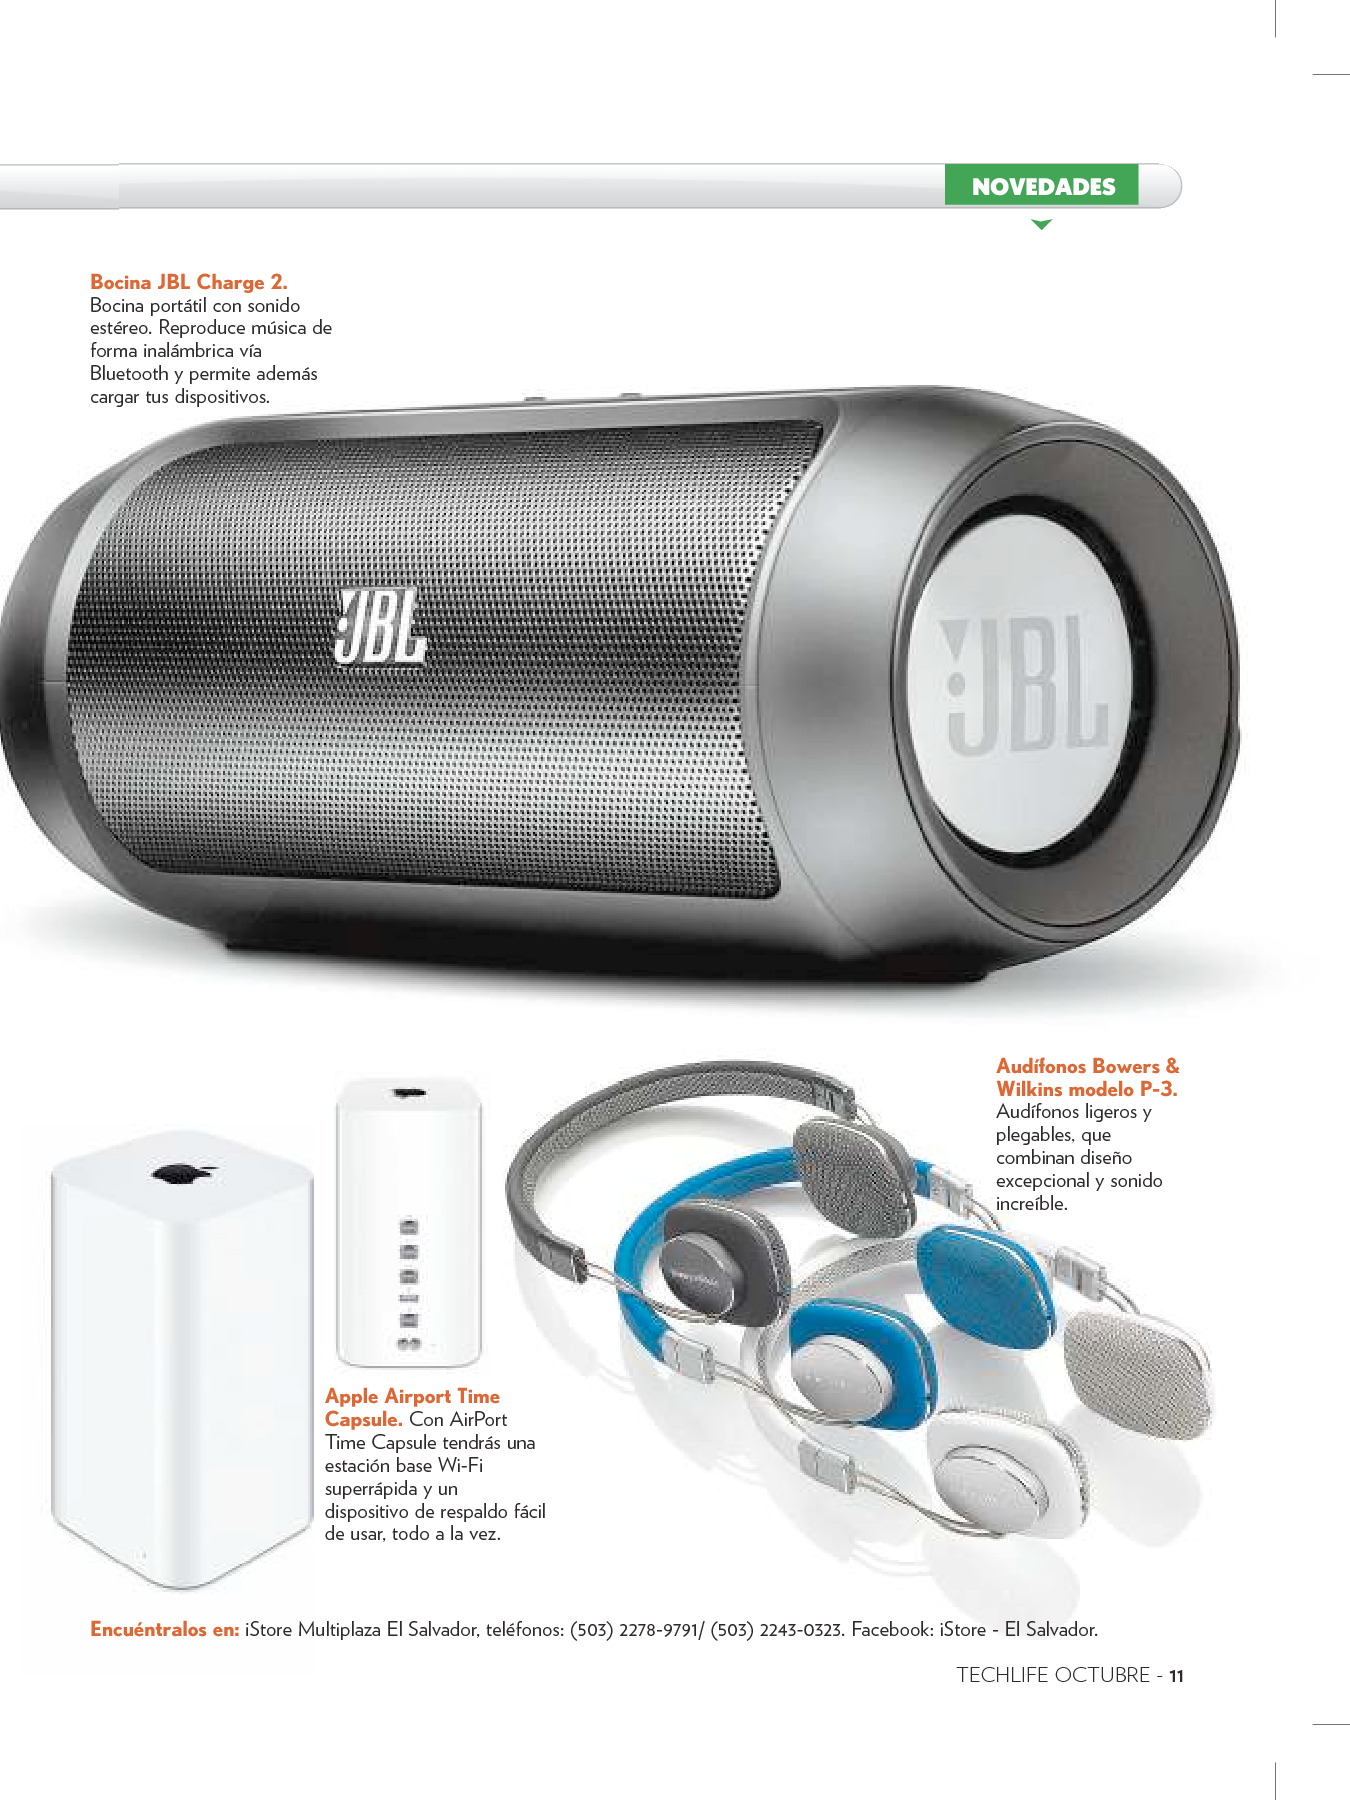 NOVEDADES
Bocina JBL Charge 2.
Bocina portátil con sonido
estéreo. Reproduce música de
forma inalámbrica vía
Bluetooth y permite además
cargar tus dispositivos.
JBL
JBL
Audífonos Bowers &
Wilkins modelo P-3.
Audífonos ligeros y
plegables, que
combinan diseño
excepcional y sonido
increíble.
Apple Airport Time
Capsule. Con AirPort
Time Capsule tendrás una
estación base Wi-Fi
superrápida y un
dispositivo de respaldo fácil
de usar, todo a la vez.
Encuéntralos en: iStore Multiplaza El Salvador, teléfonos: (503) 2278-9791/ (503) 2243-0323. Facebook: iStore - El Salvador.
TECHLIFE OCTUBRE - 11